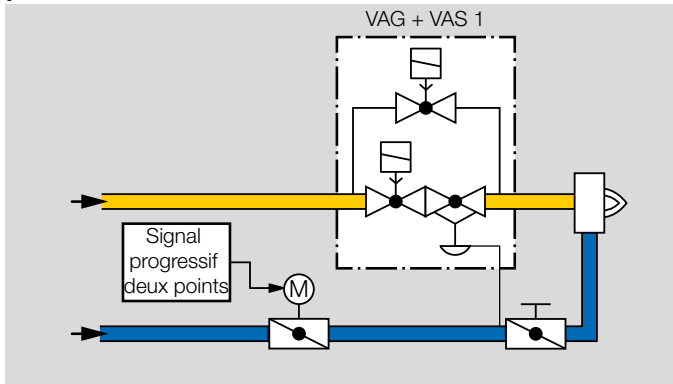 VAG + VAS 1
Signal
progressif
deux points
M